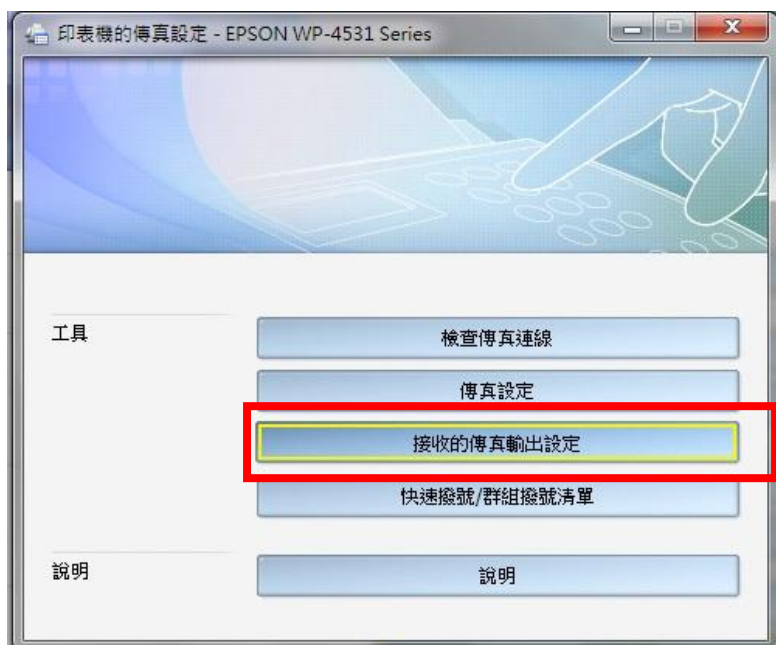 印表機的傳真設定 - EPSON WP-4531 Series
工具
檢查傳真連線
傳真設定
接收的傳真輸出設定
快速撥號/群組撥號清單
說明
說明